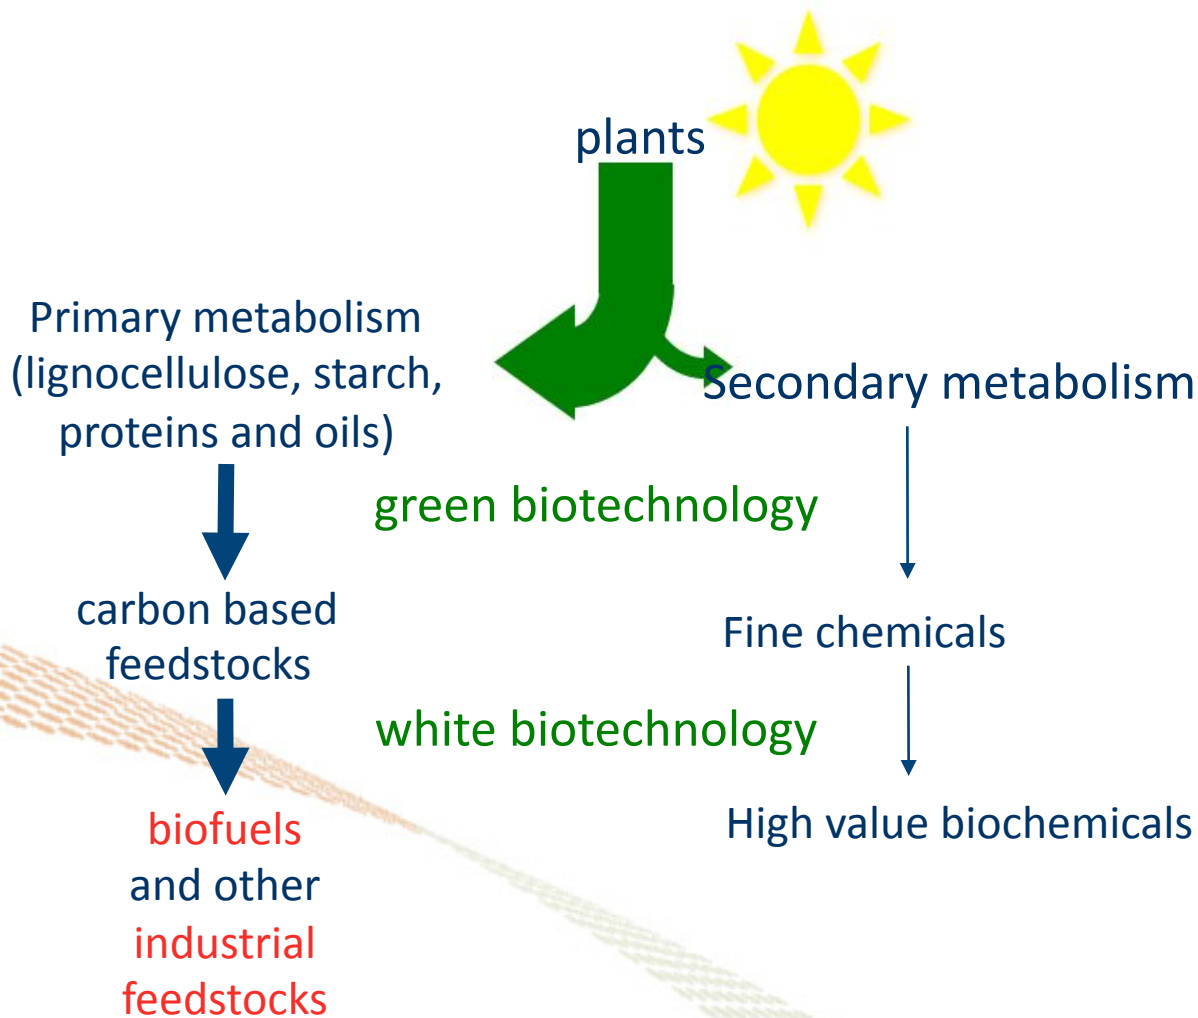 plants
Primary metabolism
(lignocellulose, starch,
proteins and oils)
Secondary metabolism
green biotechnology
carbon based
feedstocks
Fine chemicals
white biotechnology
biofuels
and other
industrial
feedstocks
High value biochemicals